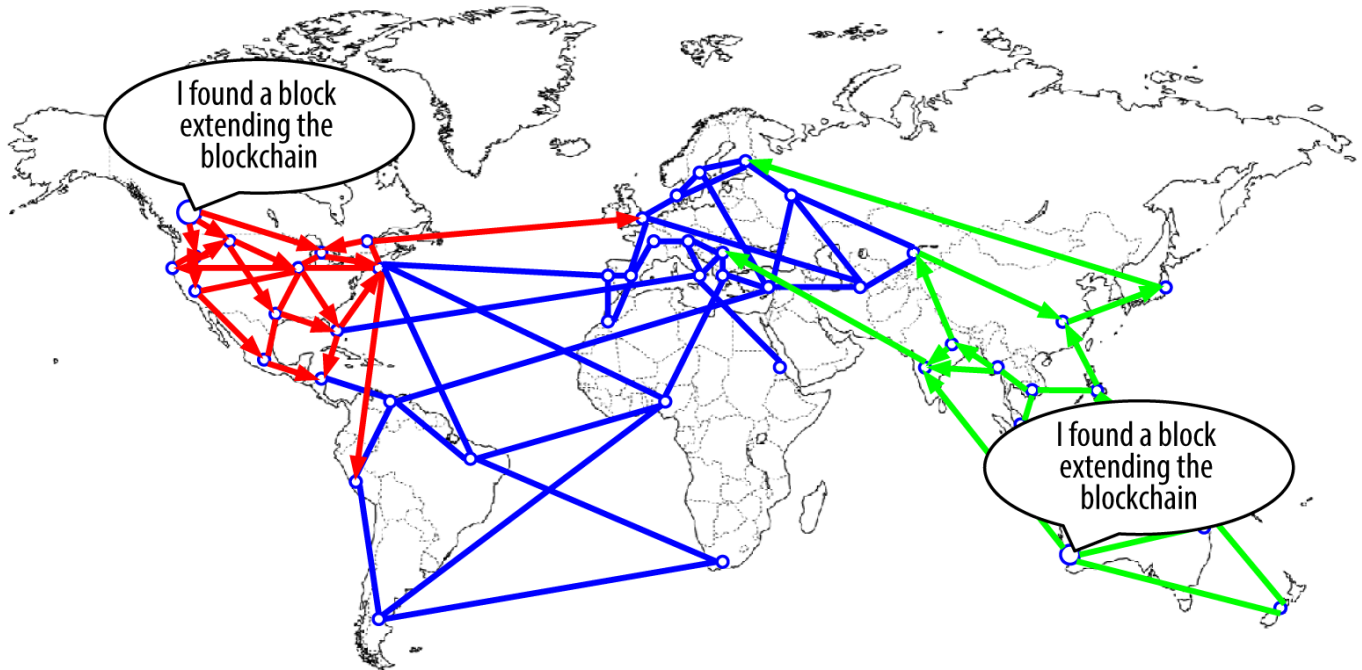 I found a block
extending the
blockchain
I found a block
extending the
blockchain